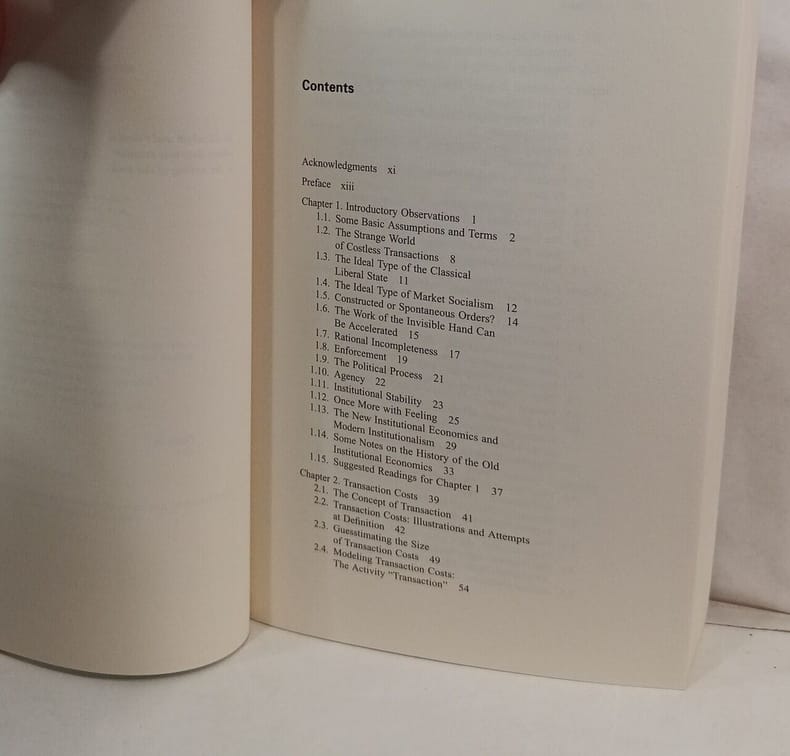 Contents
Acknowledgments xi
Preface xiii
Chapter 1. Introductory Observations 1
1.1. Some Basic Assumptions and Terms 2
1.2. The Strange World
of Costless Transactions 8
1.3. The Ideal Type of the Classical
Liberal State 11
1.4. The Ideal Type of Market Socialism 12
1.5. Constructed or Spontaneous Orders? 14
1.6. The Work of the Invisible Hand Can
Be Accelerated 15
1.7. Rational Incompleteness 17
1.8. Enforcement 19
1.9. The Political Process 21
1.10. Agency 22
1.11. Institutional Stability 23
1.12. Once More with Feeling 25
1.13. The New Institutional Economics and
Modern Institutionalism 29
1.14. Some Notes on the History of the Old
Institutional Economics 33
1.15. Suggested Readings for Chapter 1 37
Chapter 2. Transaction Costs 39
2.1. The Concept of Transaction 41
2.2. Transaction Costs: Illustrations and Attempts
at Definition 42
2.3. Guesstimating the Size
of Transaction Costs 49
2.4. Modeling Transaction Costs:
The Activity "Transaction" 54